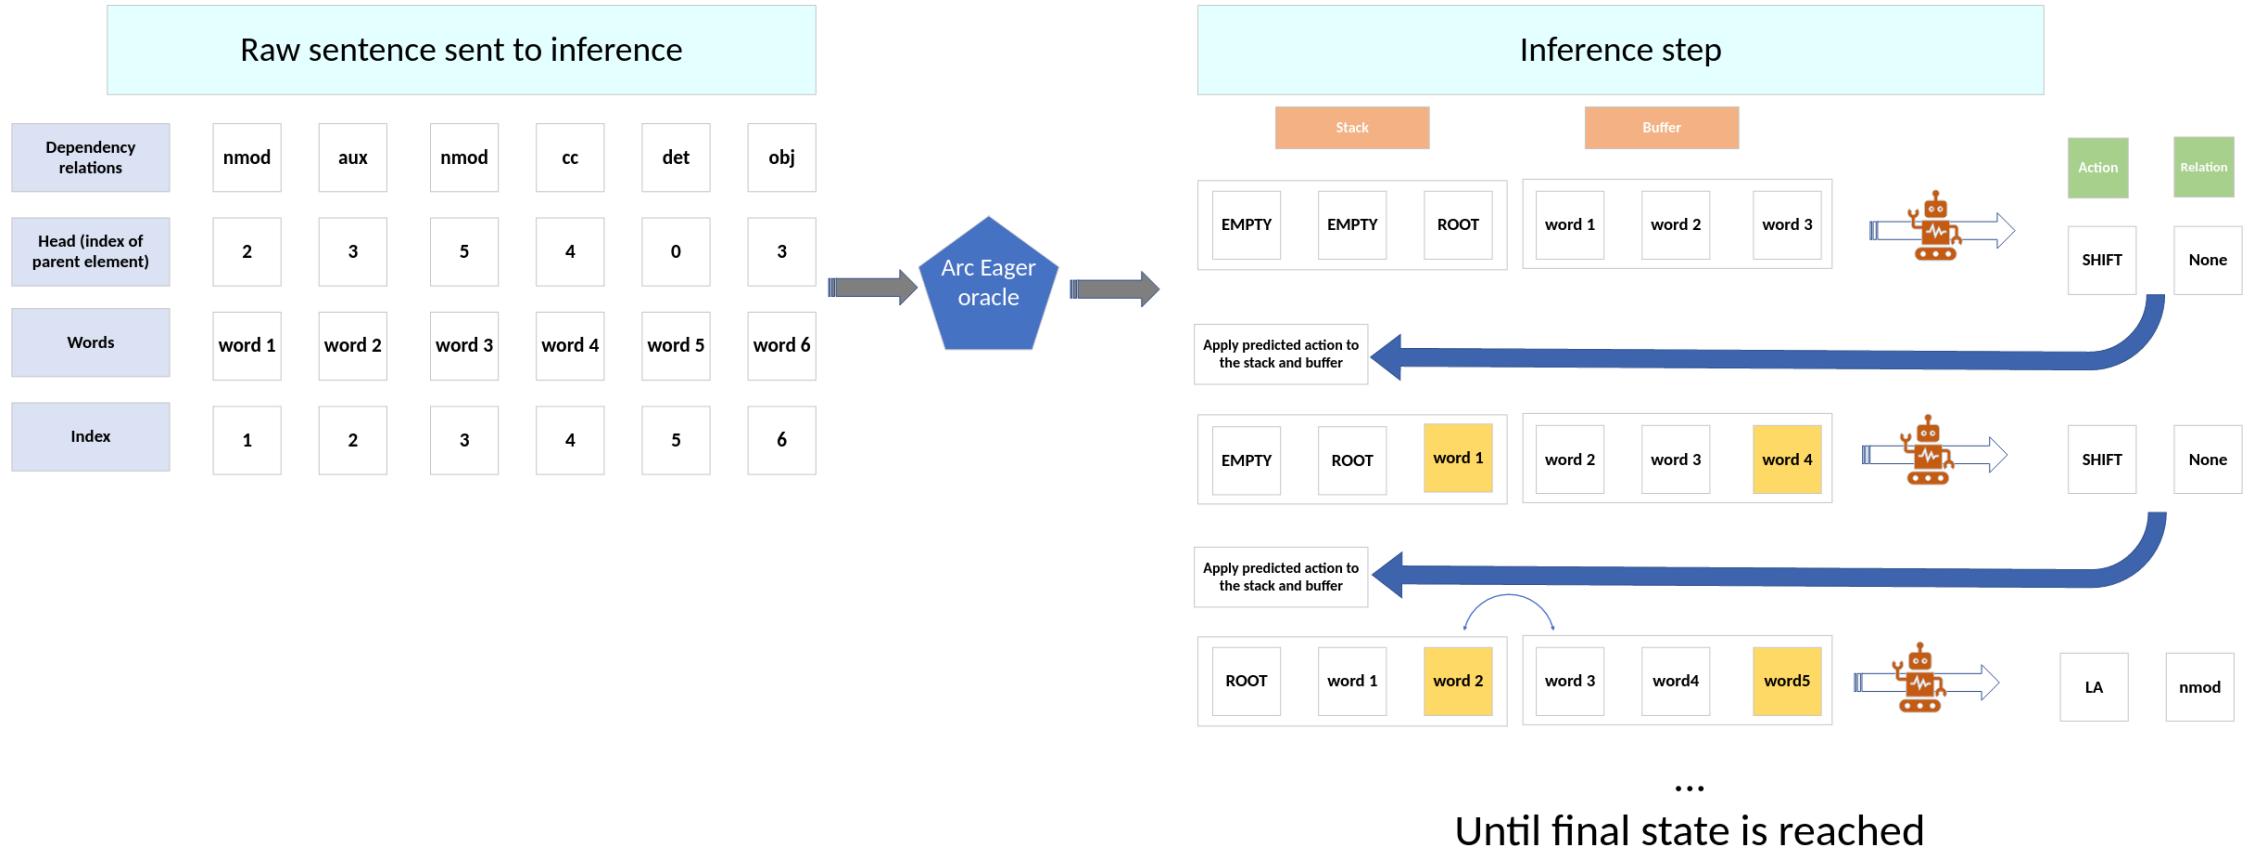 Raw sentence sent to inference
Dependency
relations
nmod aux nmod cc det obj
Head (index of
parent element)
2 3 5 4 0 3
Words
word 1 word 2 word 3 word 4 word 5 word 6
Index
1 2 3 4 5 6
Arc Eager
oracle
Inference step
Stack Buffer
Action Relation
EMPTY EMPTY ROOT word 1 word 2 word 3
SHIFT None
Apply predicted action to
the stack and buffer
EMPTY ROOT word 1 word 2 word 3 word 4 SHIFT None
Apply predicted action to
the stack and buffer
ROOT word 1 word 2 word 3 word4 word5 LA nmod
...
Until final state is reached